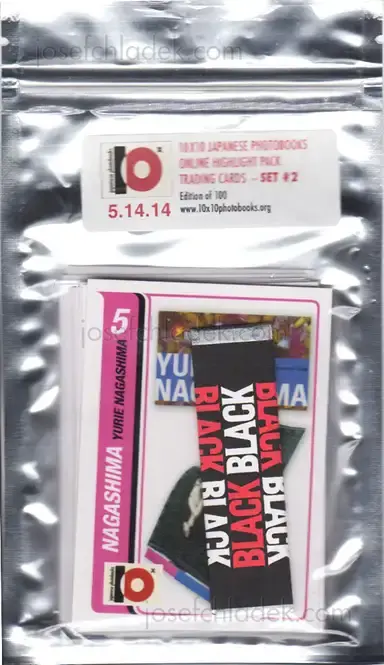 josefchladek.com
10X10 JAPANESE PHOTOBOOKS
ONLINE HIGHLIGHT PACK
TRADING CARDS – SET #2
5.14.14
Edition of 100
www.10x10photobooks.org
josefchladek.com
5
NAGASHIMA YURIE NAGASHIMA
YURIE
NAGASHIMA
BLACK BLACK
BLACK BLACK
BLACK BLACK
josefchladek.com